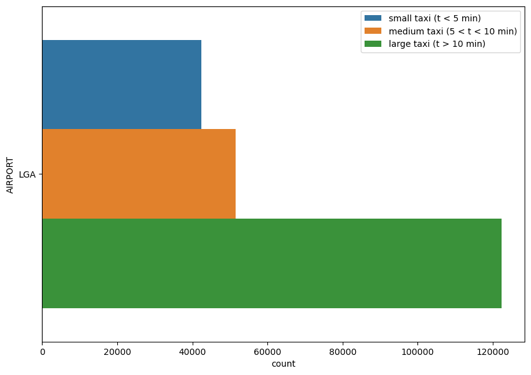 small taxi (t < 5 min)
medium taxi (5 < t < 10 min)
large taxi (t > 10 min)
AIRPORT
LGA
0 20000 40000 60000 80000 100000 120000
count